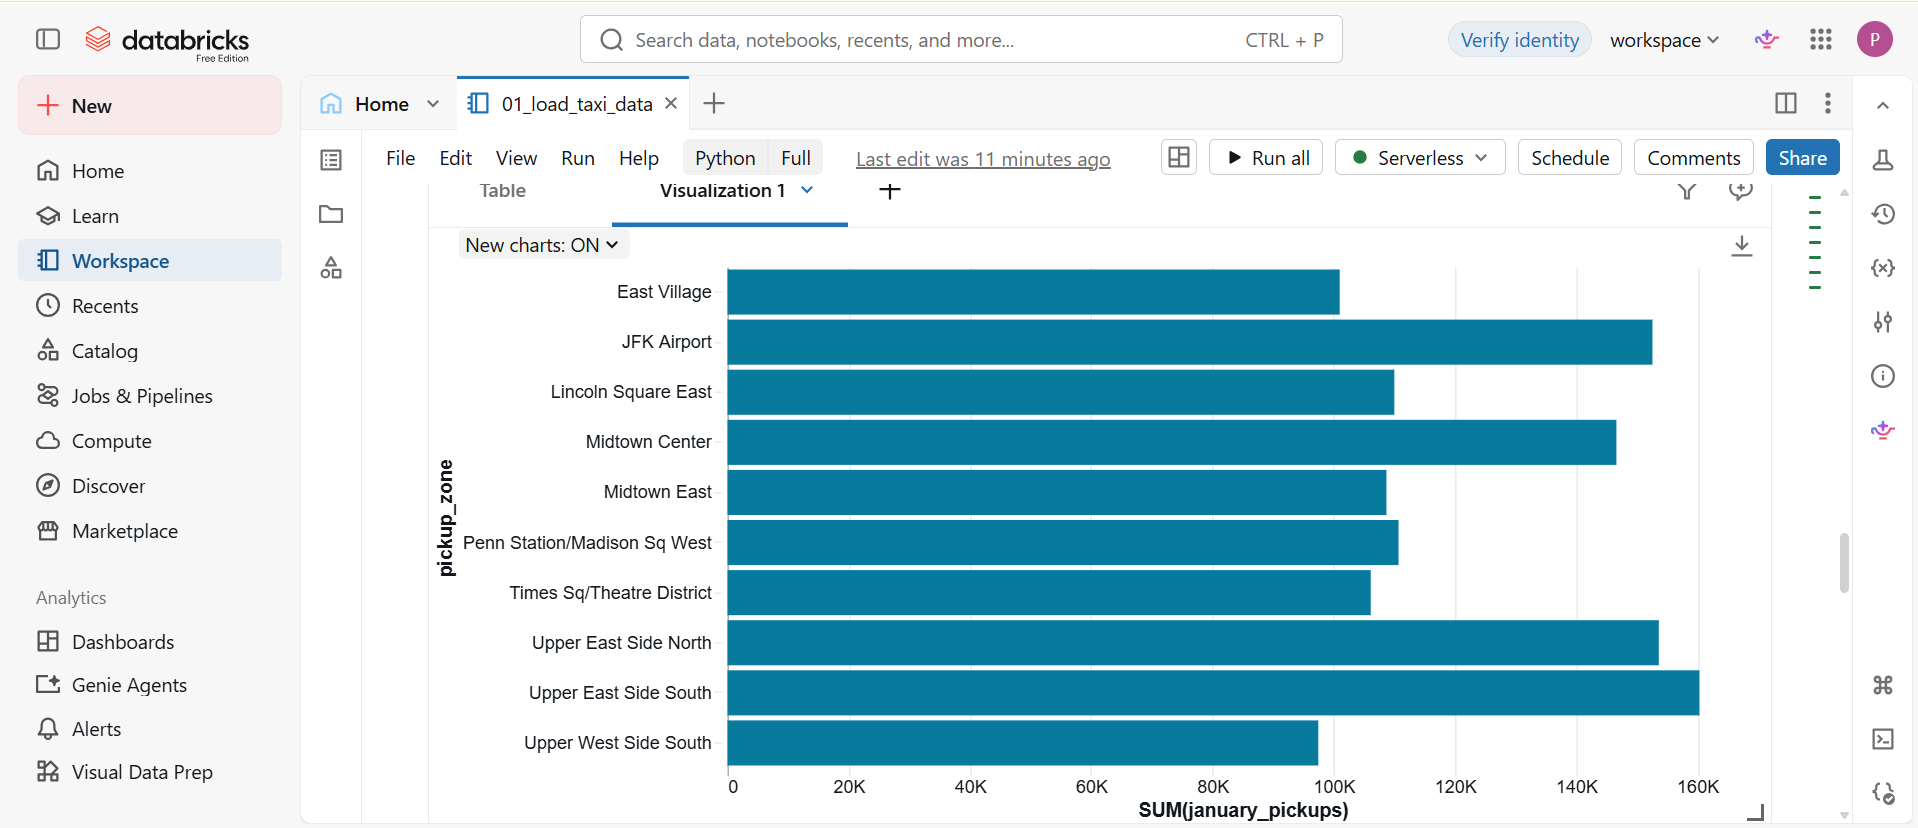 databricks
Free Edition
Search data, notebooks, recents, and more...
CTRL + P
Verify identity
workspace
P
New
Home
Learn
Workspace
Recents
Catalog
Jobs & Pipelines
Compute
Discover
Marketplace
Analytics
Dashboards
Genie Agents
Alerts
Visual Data Prep
Home
01_load_taxi_data
File
Edit
View
Run
Help
Python
Full
Last edit was 11 minutes ago
Run all
Serverless
Schedule
Comments
Share
Table
Visualization 1
New charts: ON
pickup_zone
East Village
JFK Airport
Lincoln Square East
Midtown Center
Midtown East
Penn Station/Madison Sq West
Times Sq/Theatre District
Upper East Side North
Upper East Side South
Upper West Side South
0 20K 40K 60K 80K 100K 120K 140K 160K
SUM(january_pickups)